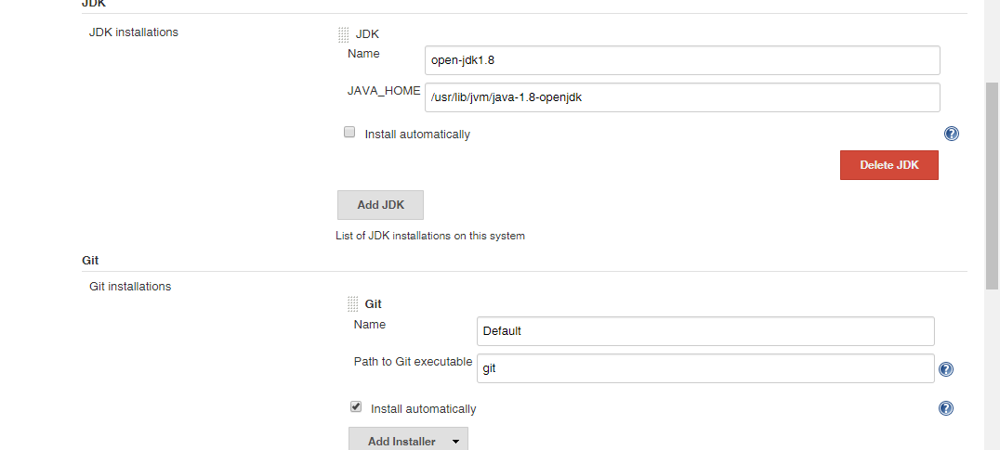 JDK
JDK installations
JDK
Name
open-jdk1.8
JAVA_HOME
/usr/lib/jvm/java-1.8-openjdk
Install automatically
?
Delete JDK
Add JDK
List of JDK installations on this system
Git
Git installations
Git
Name
Default
Path to Git executable
git
?
Install automatically
?
Add Installer